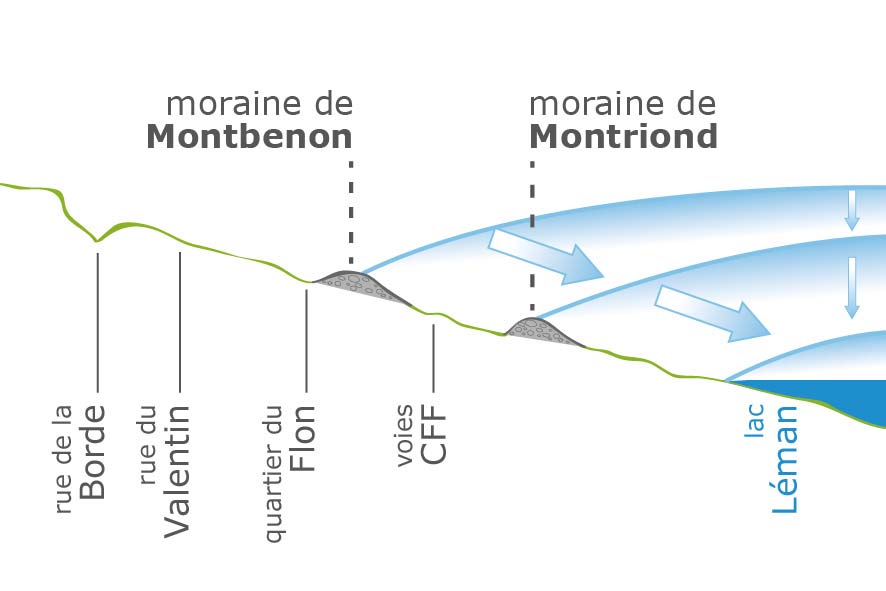 moraine de
Montbenon
moraine de
Montriond
rue de la
Borde
rue du
Valentin
quartier du
Flon
voies
CFF
lac
Léman